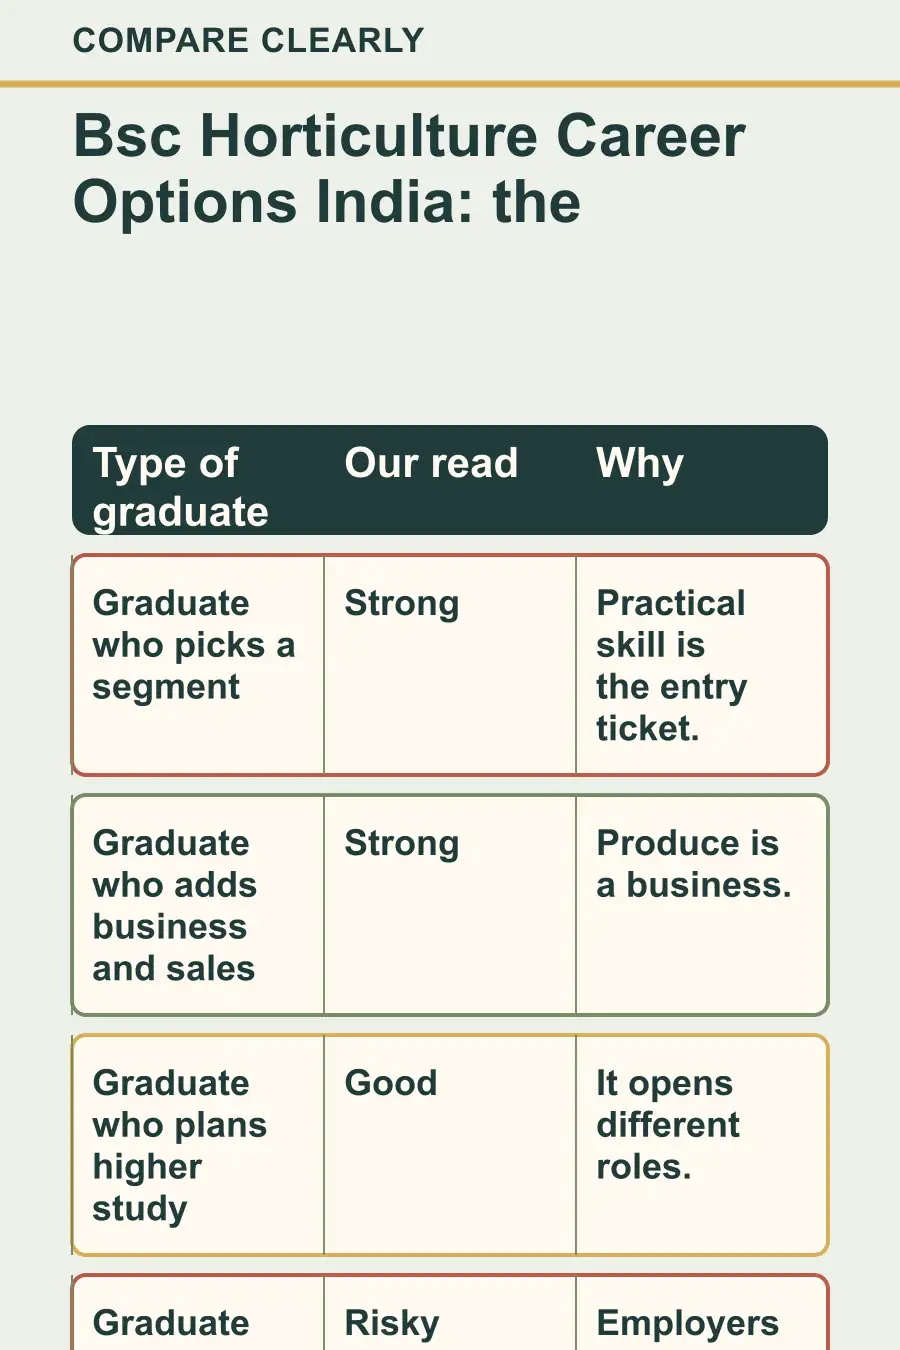 COMPARE CLEARLY
Bsc Horticulture Career
Options India: the
Type of
graduate
Our read
Why
Graduate
who picks a
segment
Strong
Practical
skill is
the entry
ticket.
Graduate
who adds
business
and sales
Strong
Produce is
a business.
Graduate
who plans
higher
study
Good
It opens
different
roles.
Graduate
Risky
Employers